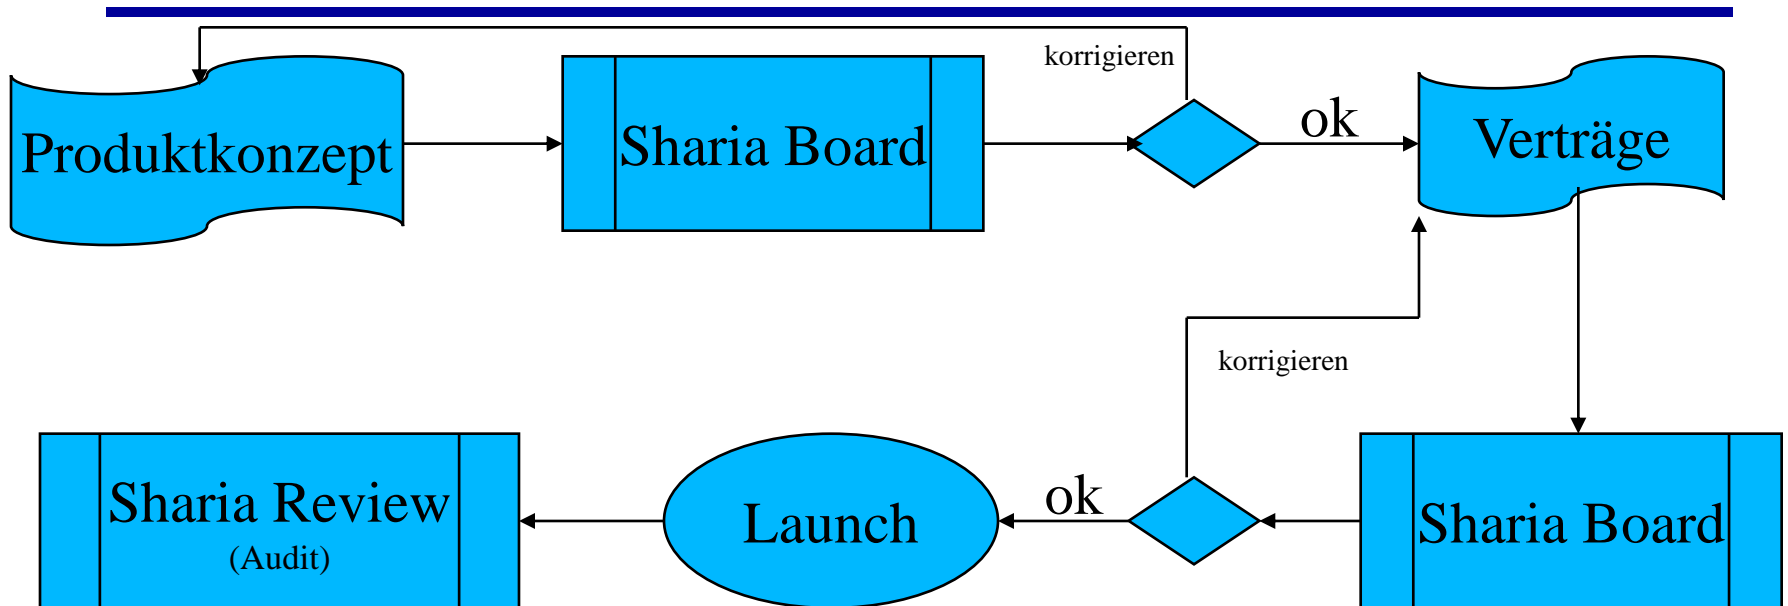 korrigieren
Produktkonzept
Sharia Board
ok
Verträge
korrigieren
Sharia Review
(Audit)
Launch
ok
Sharia Board